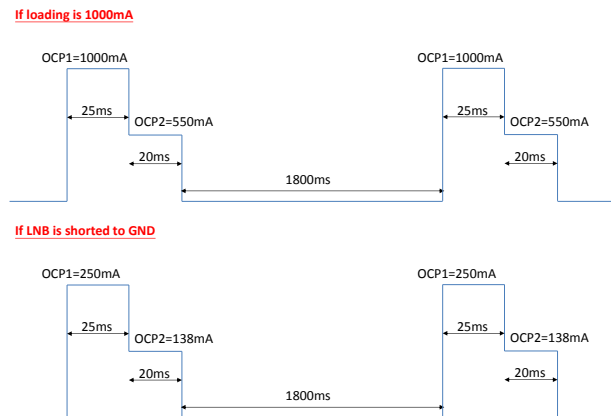 If loading is 1000mA
OCP1=1000mA
OCP1=1000mA
25ms
OCP2=550mA
25ms
OCP2=550mA
20ms
20ms
1800ms
If LNB is shorted to GND
OCP1=250mA
OCP1=250mA
25ms
OCP2=138mA
25ms
OCP2=138mA
20ms
20ms
1800ms